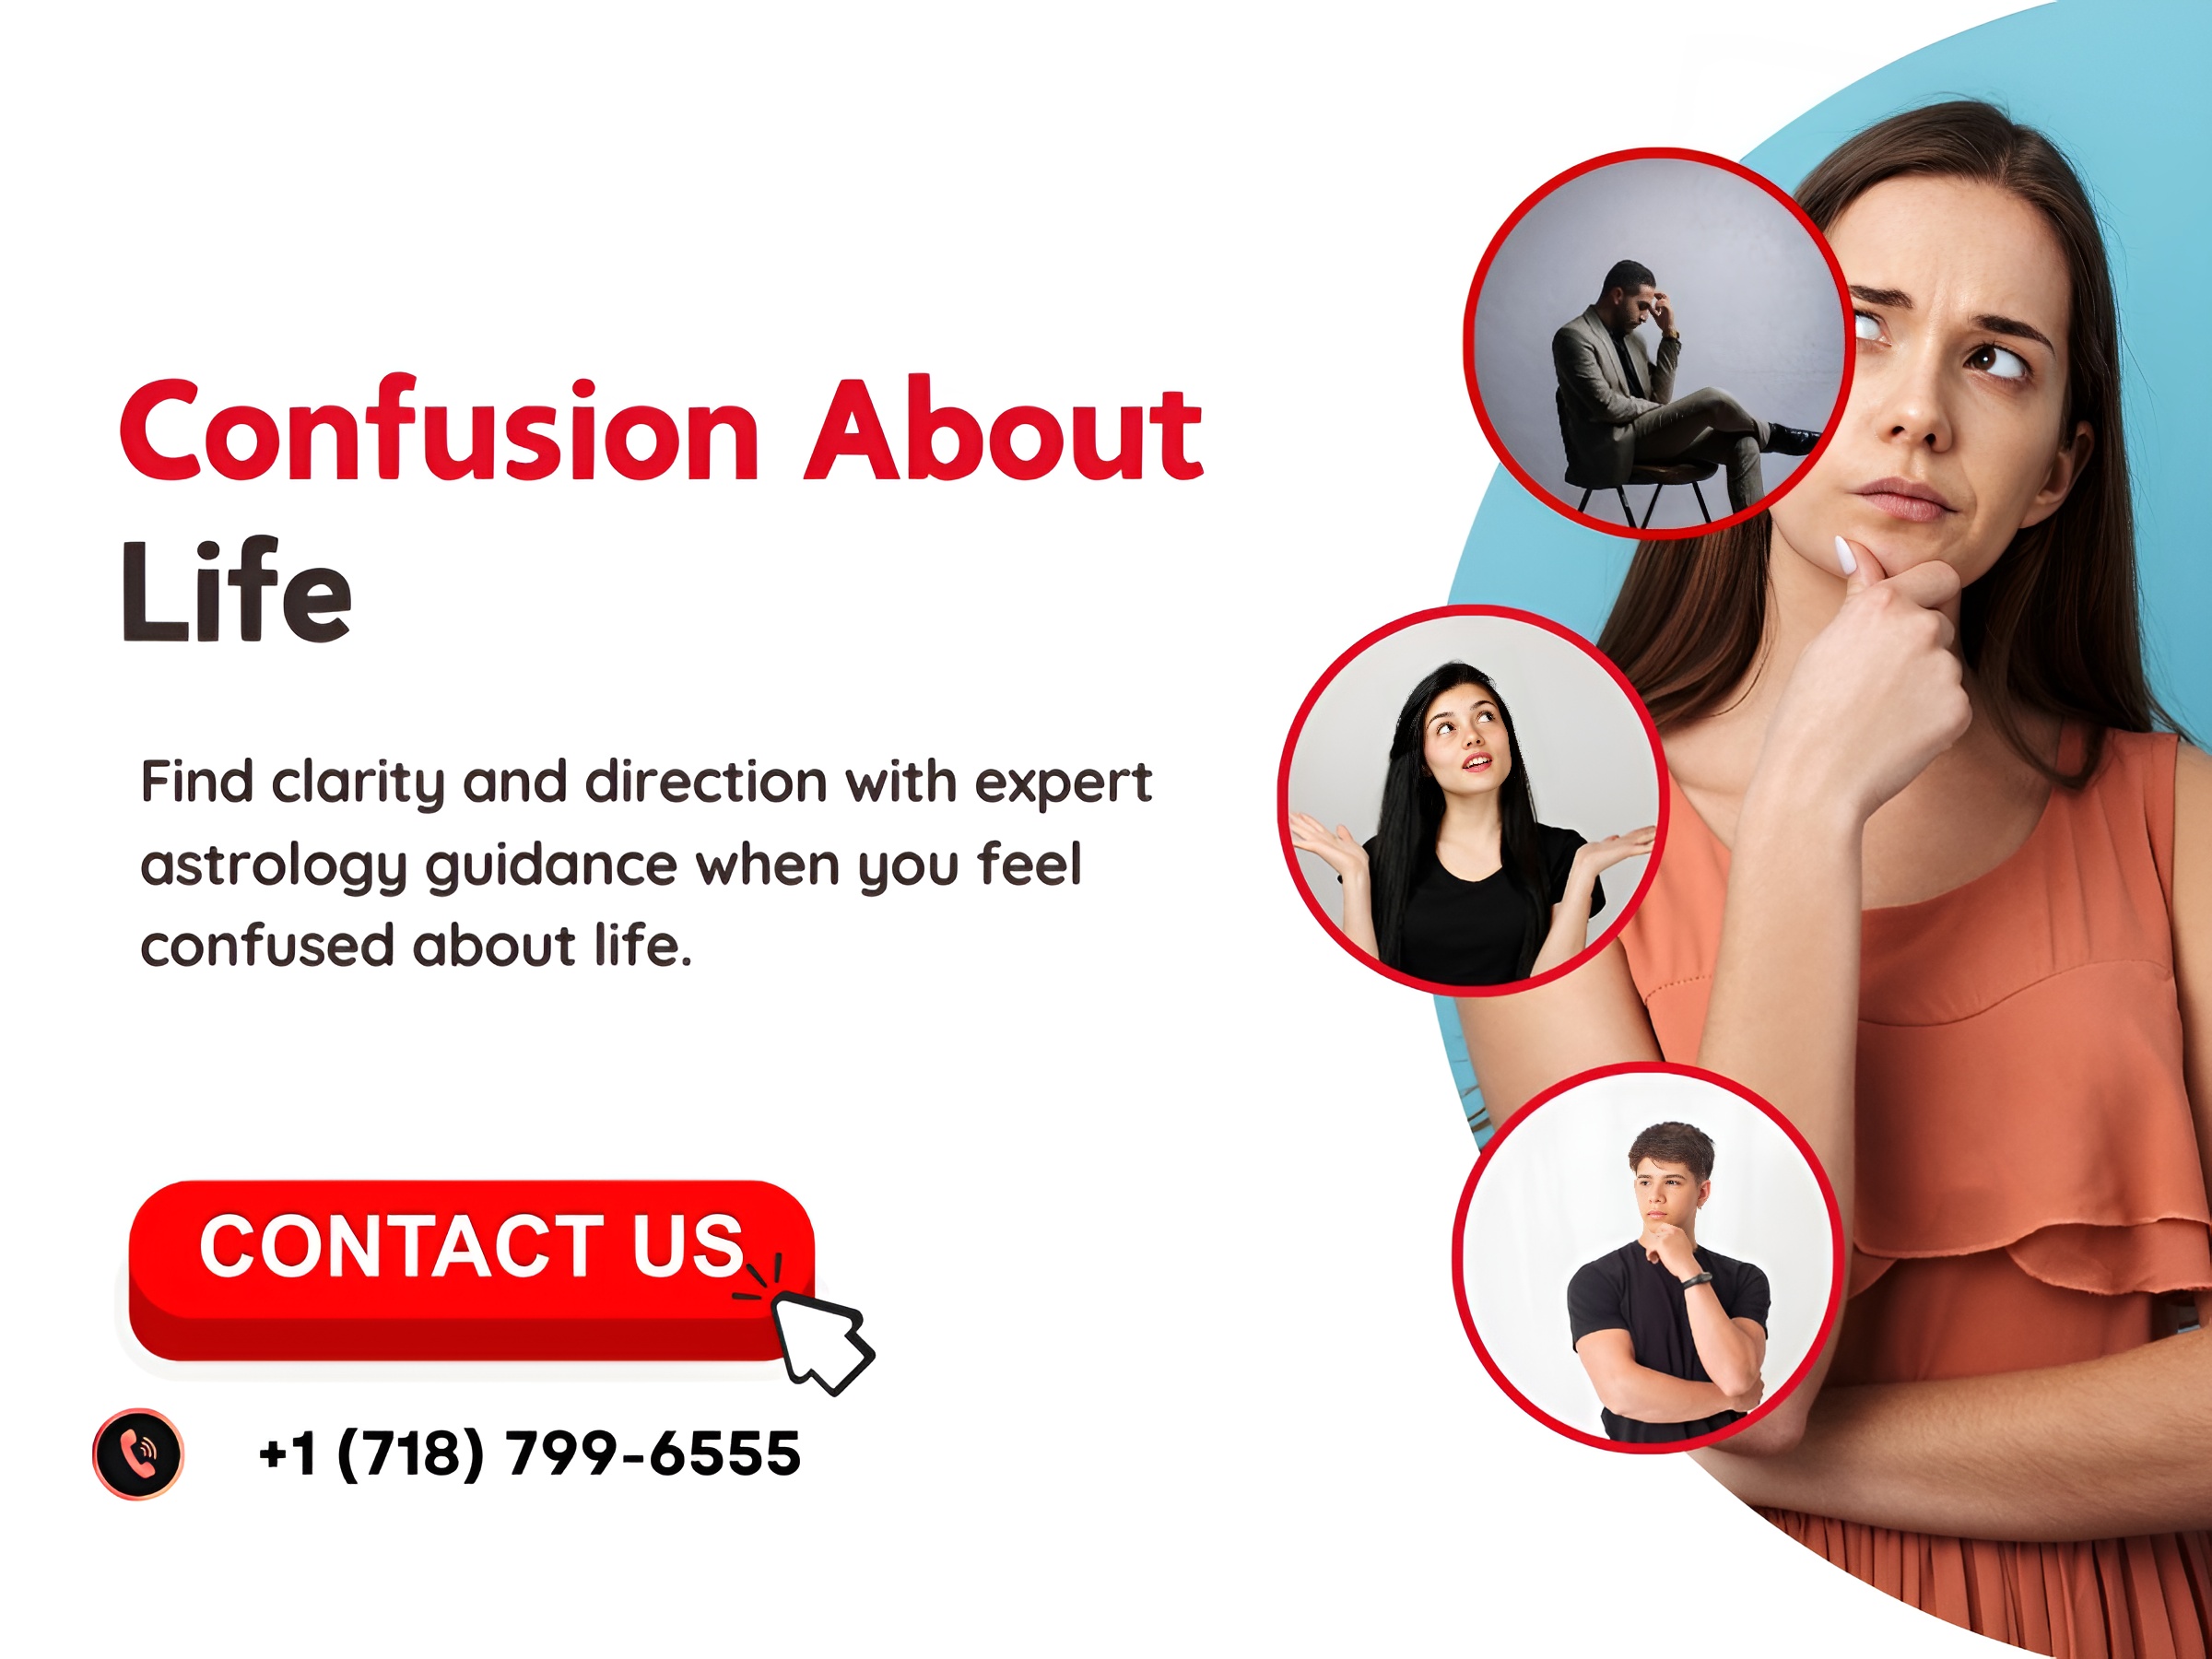 Confusion About
Life
Find clarity and direction with expert
astrology guidance when you feel
confused about life.
CONTACT US
+1 (718) 799-6555